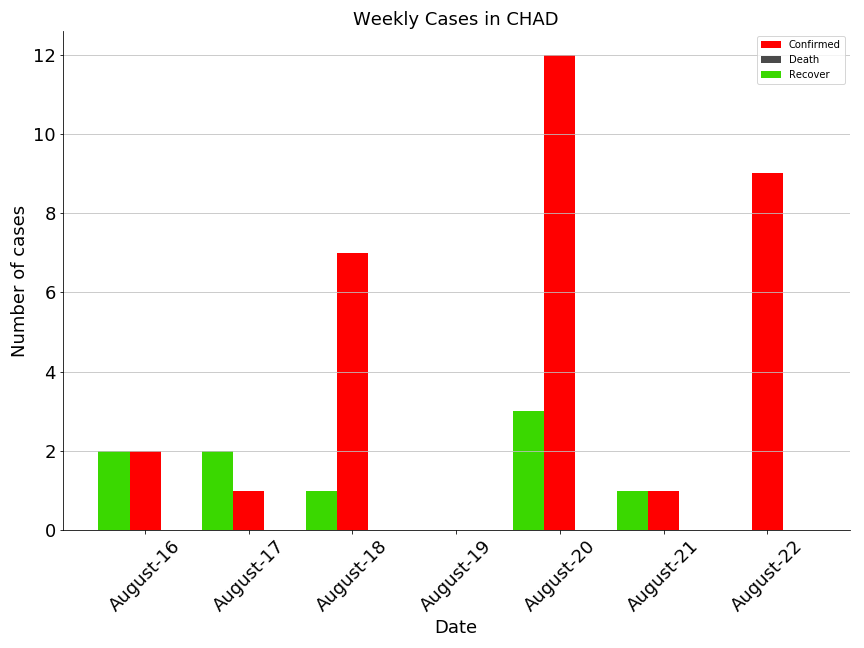 Weekly Cases in CHAD
Confirmed
Death
Recover
Number of cases
12
10
8
6
4
2
0
August-16
August-17
August-18
August-19
August-20
August-21
August-22
Date